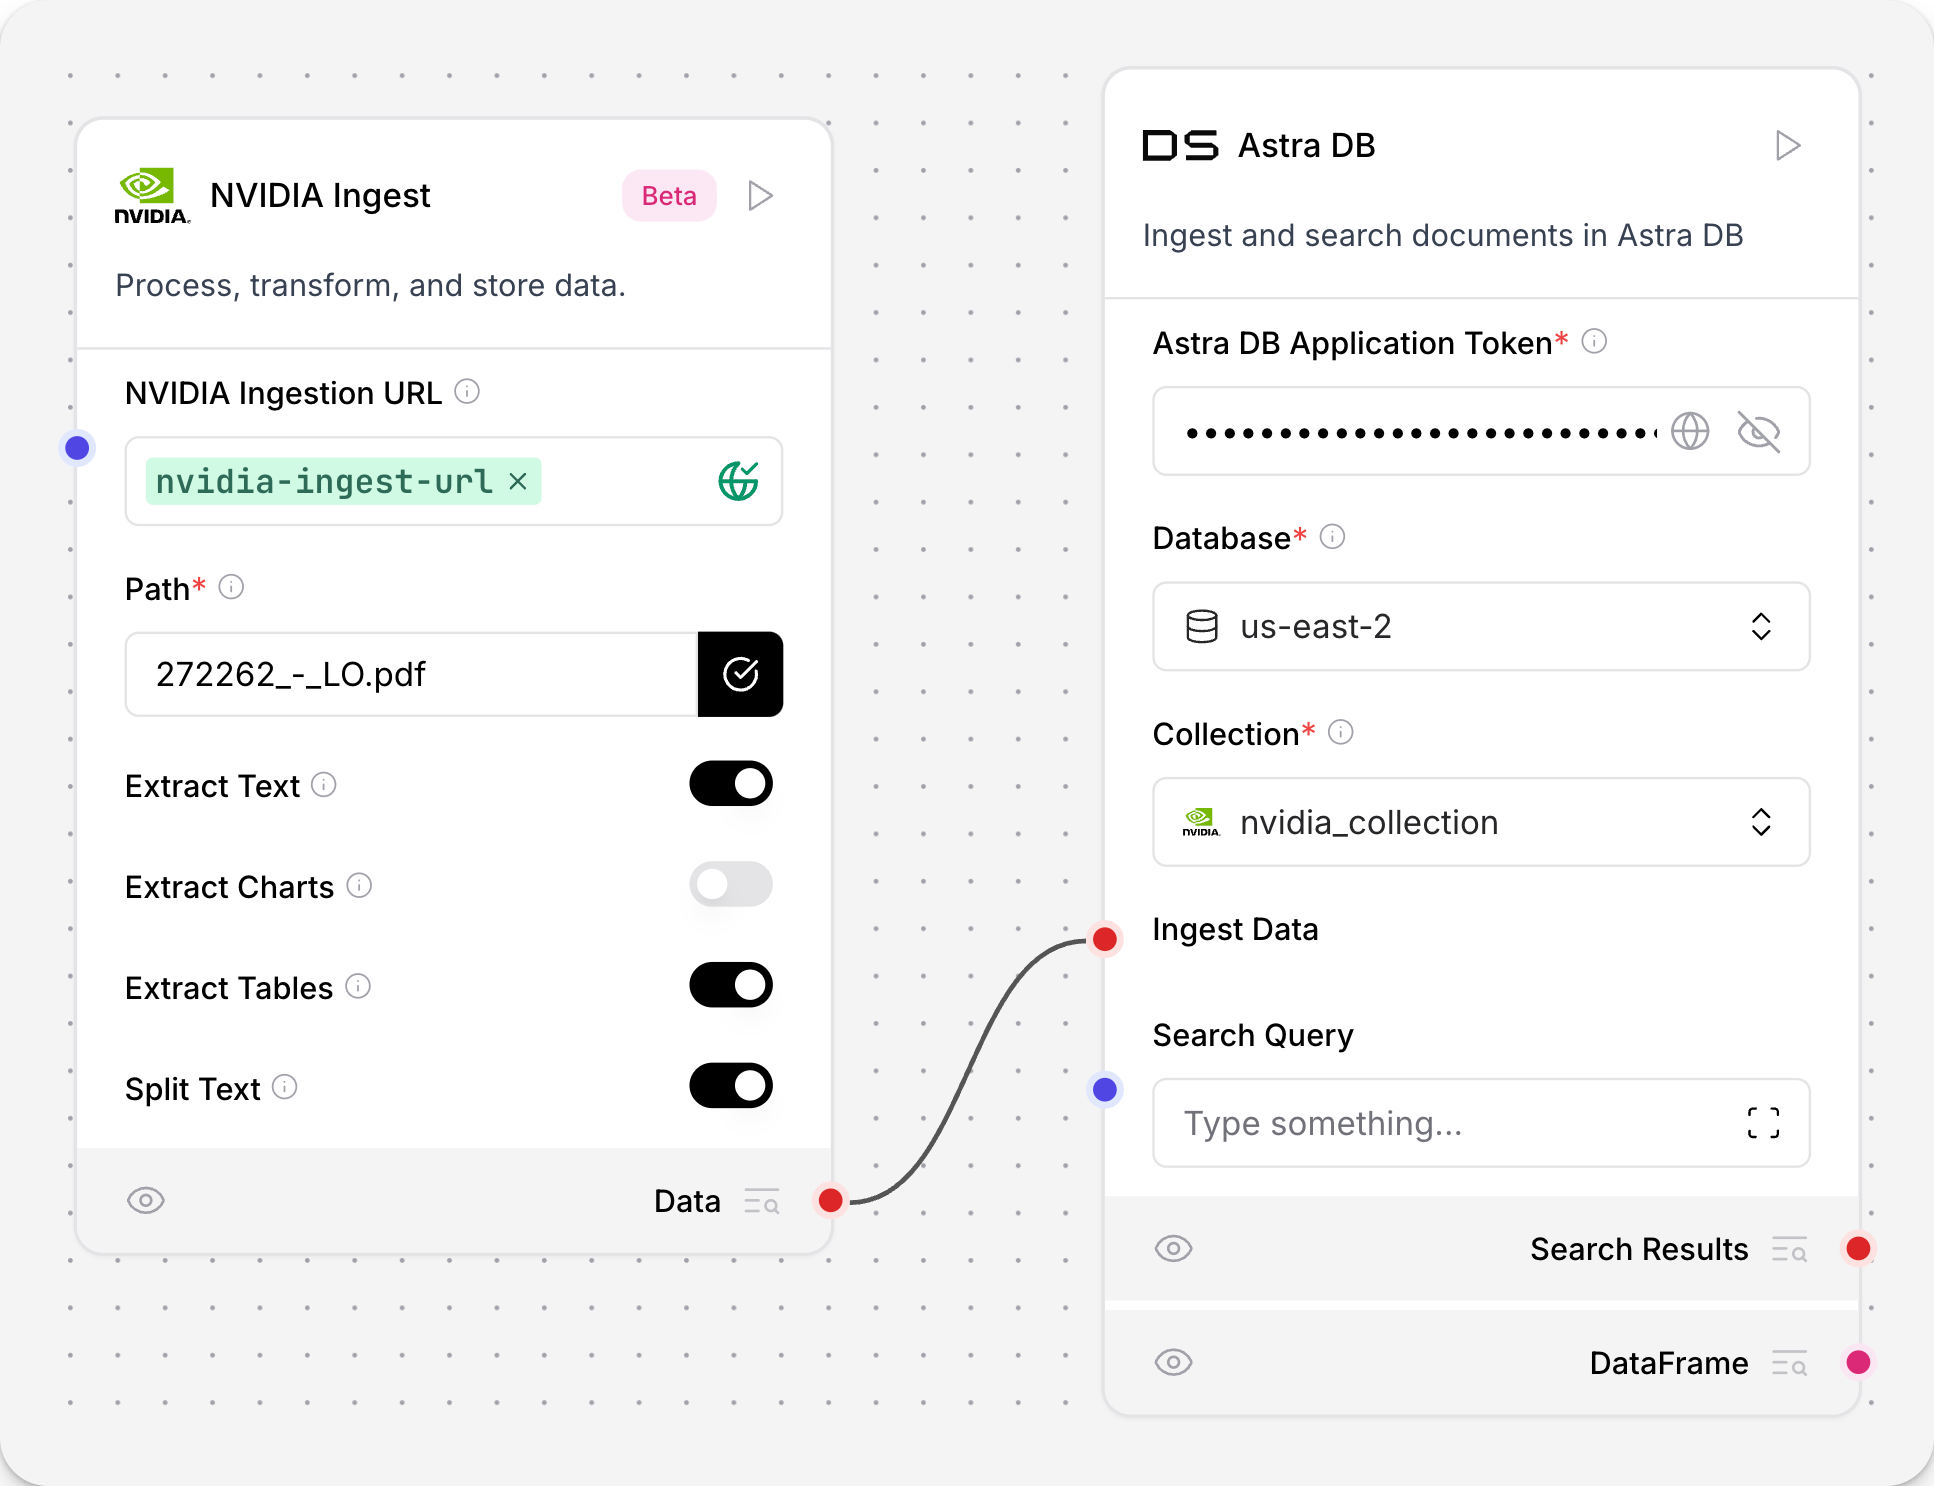 NVIDIA
NVIDIA Ingest
Beta
Process, transform, and store data.
NVIDIA Ingestion URL
nvidia-ingest-url
Path*
272262_-_LO.pdf
Extract Text
Extract Charts
Extract Tables
Split Text
Data
DS Astra DB
Ingest and search documents in Astra DB
Astra DB Application Token*
Database*
us-east-2
Collection*
NVIDIA
nvidia_collection
Ingest Data
Search Query
Type something...
Search Results
DataFrame